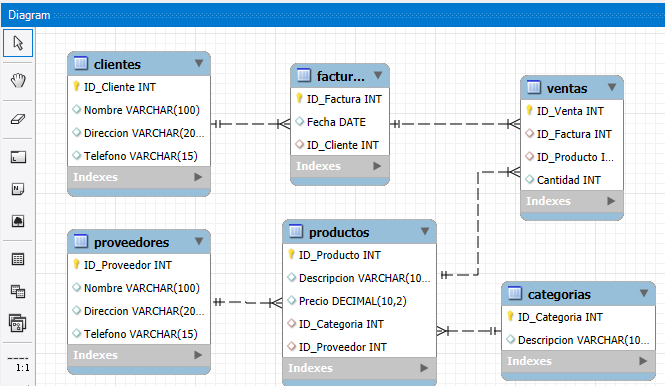 Diagram
clientes
ID_Cliente INT
Nombre VARCHAR(100)
Direccion VARCHAR(20...
Telefono VARCHAR(15)
Indexes
factur...
ID_Factura INT
Fecha DATE
ID_Cliente INT
Indexes
ventas
ID_Venta INT
ID_Factura INT
ID_Producto I...
Cantidad INT
Indexes
proveedores
ID_Proveedor INT
Nombre VARCHAR(100)
Direccion VARCHAR(20...
Telefono VARCHAR(15)
Indexes
productos
ID_Producto INT
Descripcion VARCHAR(10...
Precio DECIMAL(10,2)
ID_Categoria INT
ID_Proveedor INT
Indexes
categorias
ID_Categoria INT
Descripcion VARCHAR(10...
Indexes
1:1